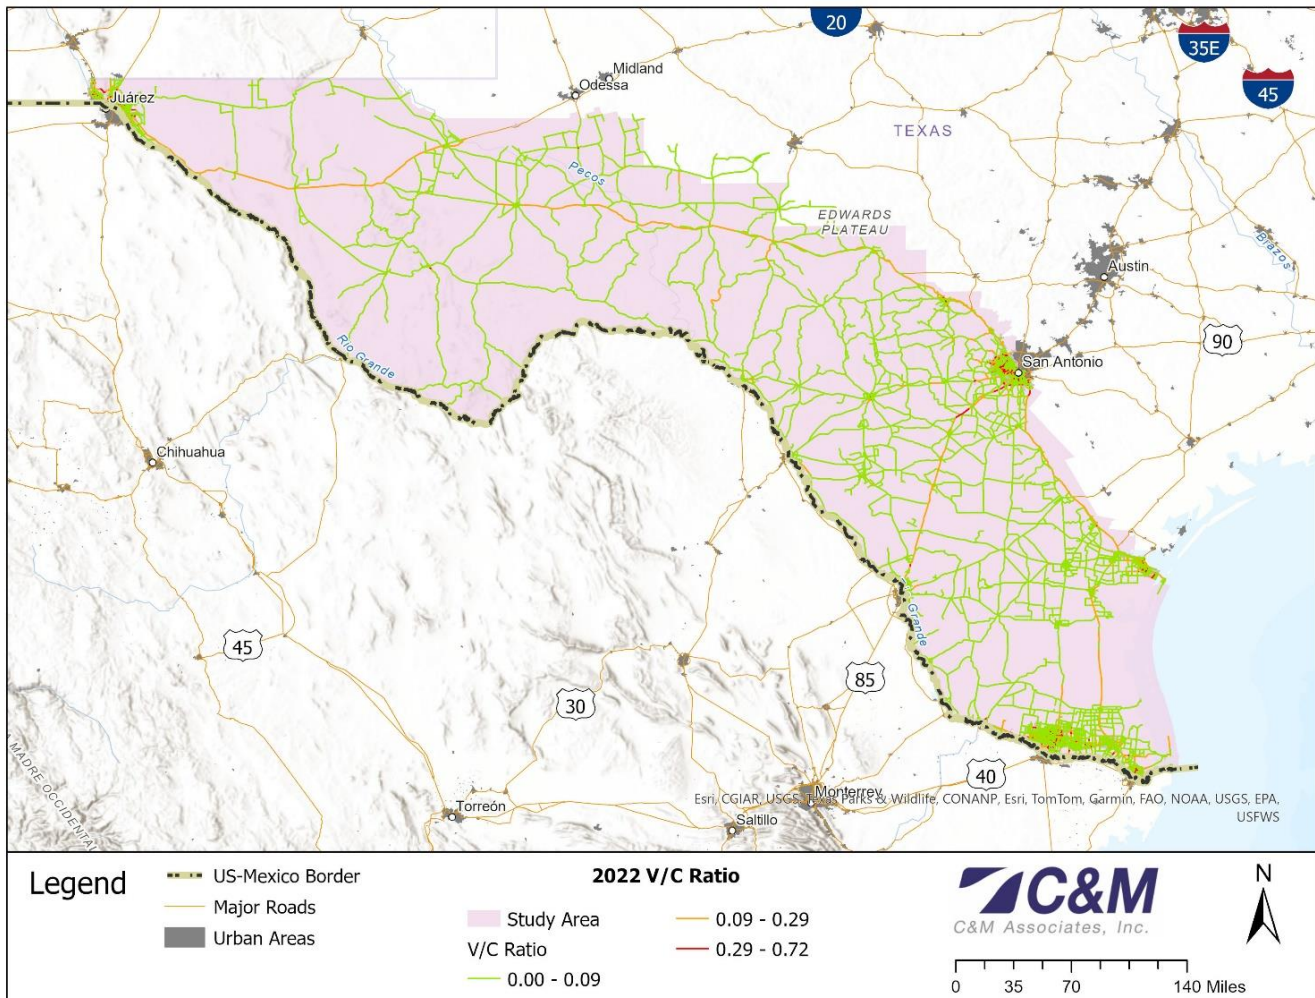 20
35E
45
Midland
Odessa
Juárez
TEXAS
Pecos
EDWARDS
PLATEAU
Brazos
Austin
90
San Antonio
Rio Grande
Chihuahua
Grande
45
85
30
40
MADRE OCCIDENTAL
Monterrey
Torreón
Saltillo
Esri, CGIAR, USGS, Texas Parks & Wildlife, CONANP, Esri, TomTom, Garmin, FAO, NOAA, USGS, EPA,
USFWS
Legend
US-Mexico Border
Major Roads
Urban Areas
2022 V/C Ratio
Study Area
V/C Ratio
0.00 - 0.09
0.09 - 0.29
0.29 - 0.72
C&M
C&M Associates, Inc.
N
0 35 70 140 Miles